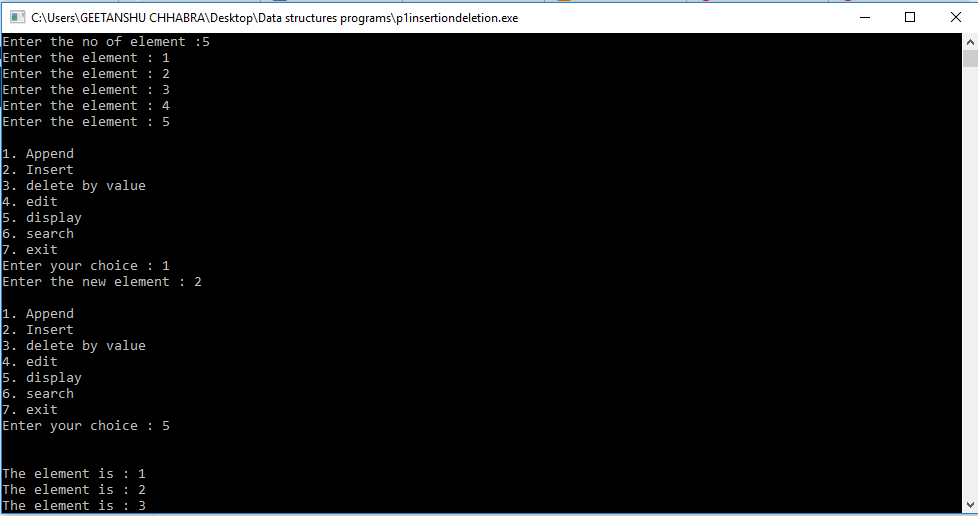 C:\Users\GEETANSHU CHHABRA\Desktop\Data structures programs\p1insertiondeletion.exe
Enter the no of element :5
Enter the element : 1
Enter the element : 2
Enter the element : 3
Enter the element : 4
Enter the element : 5
1. Append
2. Insert
3. delete by value
4. edit
5. display
6. search
7. exit
Enter your choice : 1
Enter the new element : 2
1. Append
2. Insert
3. delete by value
4. edit
5. display
6. search
7. exit
Enter your choice : 5
The element is : 1
The element is : 2
The element is : 3